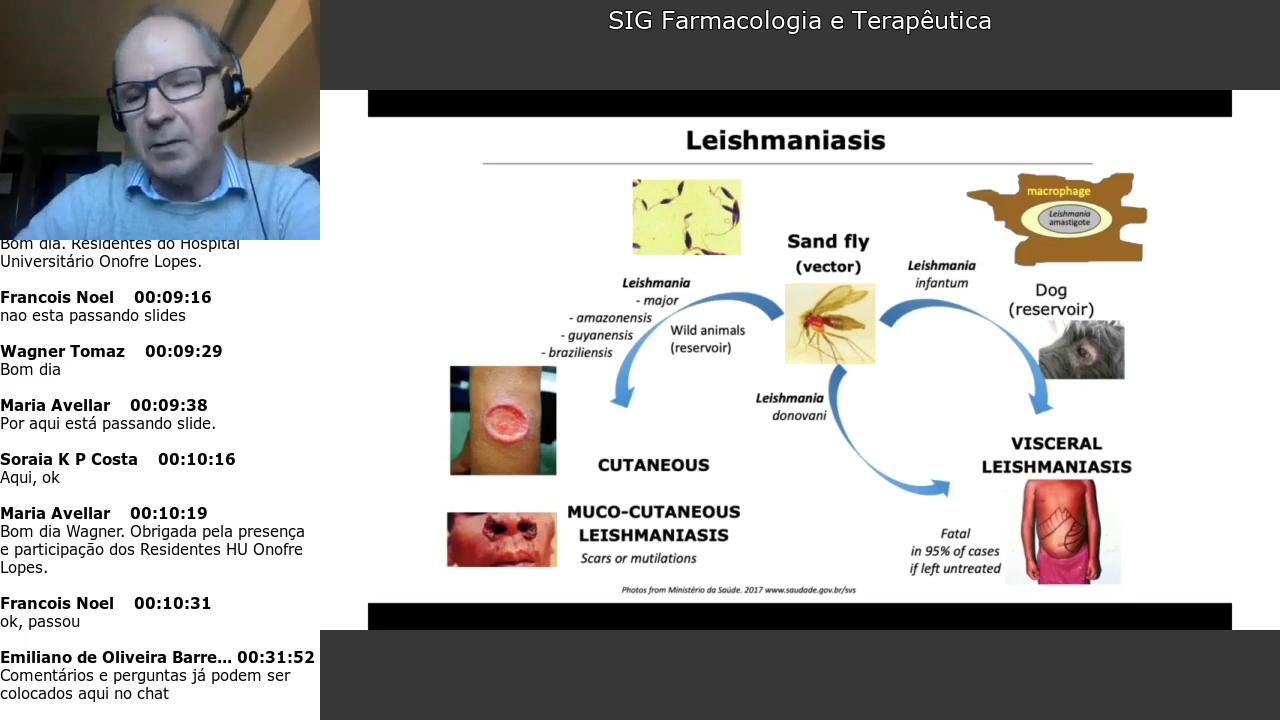 SIG Farmacologia e Terapêutica
Bom dia. Residentes do Hospital
Universitário Onofre Lopes.
Francois Noel 00:09:16
nao esta passando slides
Wagner Tomaz 00:09:29
Bom dia
Maria Avellar 00:09:38
Por aqui está passando slide.
Soraia K P Costa 00:10:16
Aqui, ok
Maria Avellar 00:10:19
Bom dia Wagner. Obrigada pela presença
e participação dos Residentes HU Onofre
Lopes.
Francois Noel 00:10:31
ok, passou
Emiliano de Oliveira Barre... 00:31:52
Comentários e perguntas já podem ser
colocados aqui no chat
Leishmaniasis
macrophage
Leishmania
amastigote
Sand fly
(vector)
Leishmania
- major
- amazonensis
- guyanensis
- braziliensis
Wild animals
(reservoir)
Leishmania
infantum
Dog
(reservoir)
Leishmania
donovani
CUTANEOUS
MUCO-CUTANEOUS
LEISHMANIASIS
Scars or mutilations
VISCERAL
LEISHMANIASIS
Fatal
in 95% of cases
if left untreated
Photos from Ministério da Saúde. 2017 www.saudade.gov.br/svs